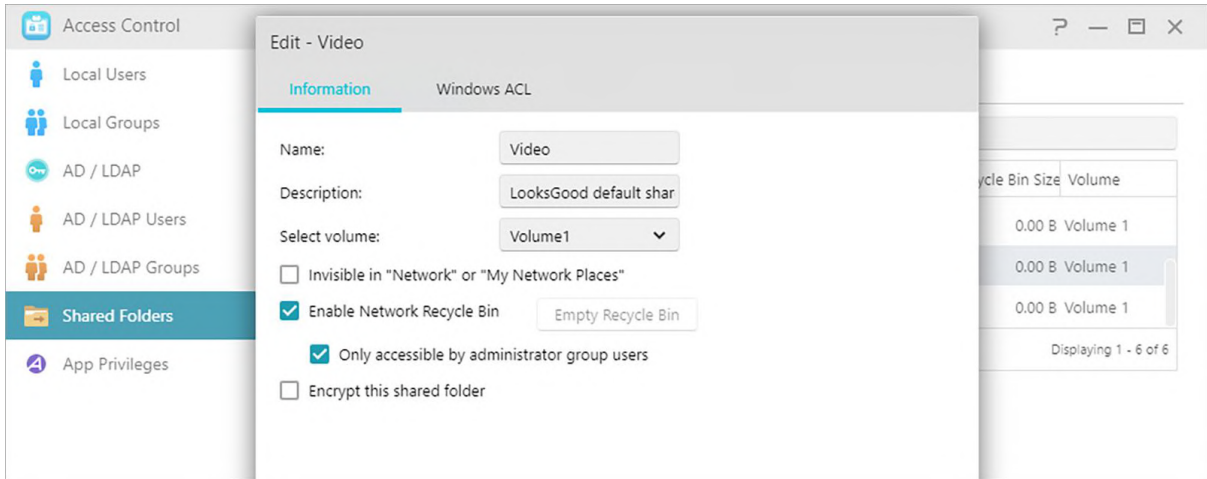 Access Control
Local Users
Local Groups
AD / LDAP
AD / LDAP Users
AD / LDAP Groups
Shared Folders
App Privileges
Edit - Video
Information Windows ACL
Name: Video
Description: LooksGood default shar
Select volume: Volume1
Invisible in "Network" or "My Network Places"
Enable Network Recycle Bin Empty Recycle Bin
Only accessible by administrator group users
Encrypt this shared folder
Bin Size Volume
0.00 B Volume 1
0.00 B Volume 1
0.00 B Volume 1
Displaying 1 - 6 of 6